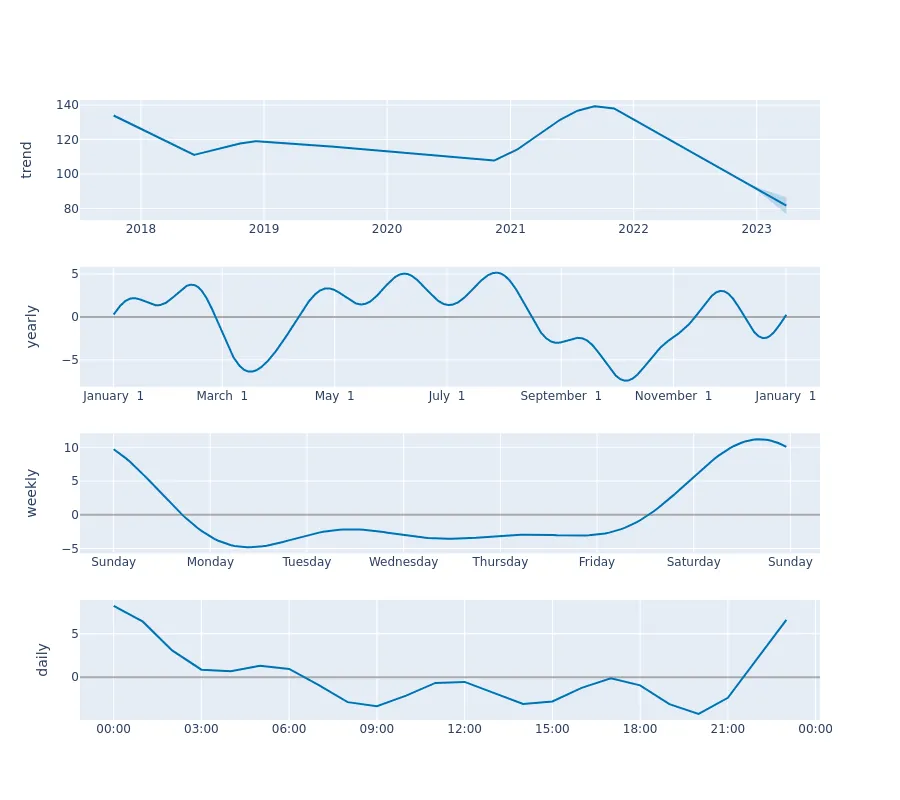 trend
140
120
100
80
2018 2019 2020 2021 2022 2023
yearly
5
0
−5
January 1 March 1 May 1 July 1 September 1 November 1 January 1
weekly
10
5
0
−5
Sunday Monday Tuesday Wednesday Thursday Friday Saturday Sunday
daily
5
0
00:00 03:00 06:00 09:00 12:00 15:00 18:00 21:00 00:00